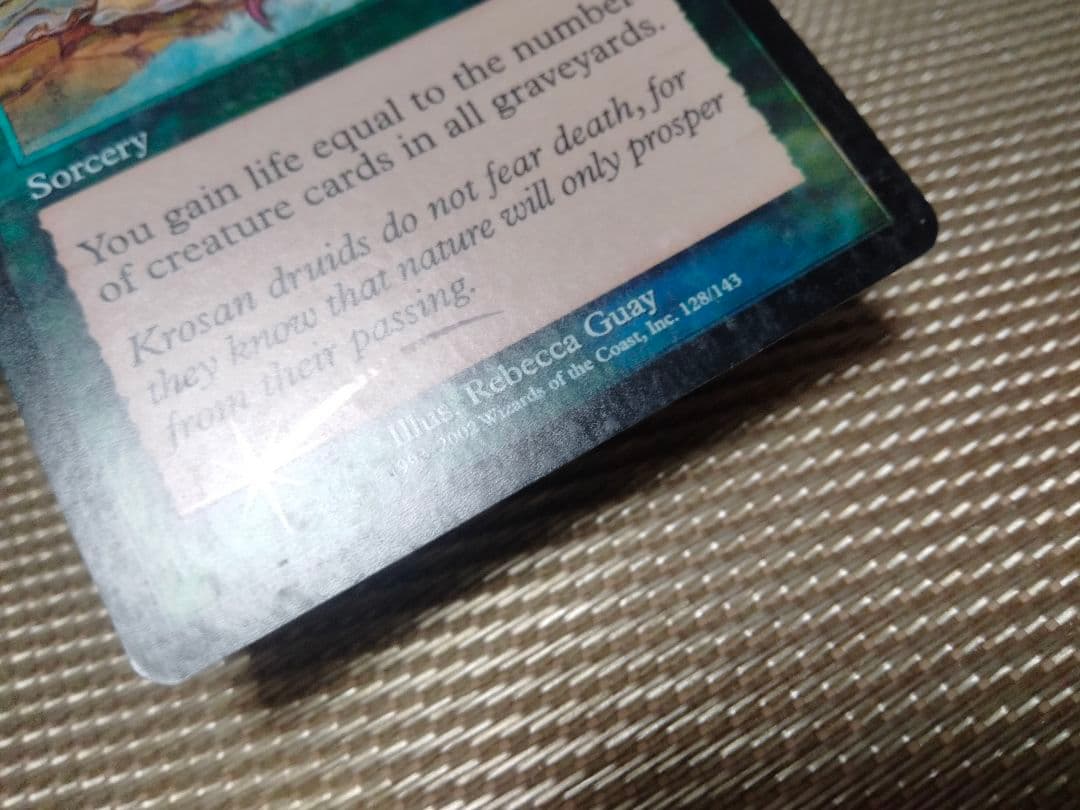 Sorcery
You gain life equal to the number
of creature cards in all graveyards.
Krosan druids do not fear death, for
they know that nature will only prosper
from their passing.
Illus. Rebecca Guay
1993-2002 Wizards of the Coast, Inc. 128/143